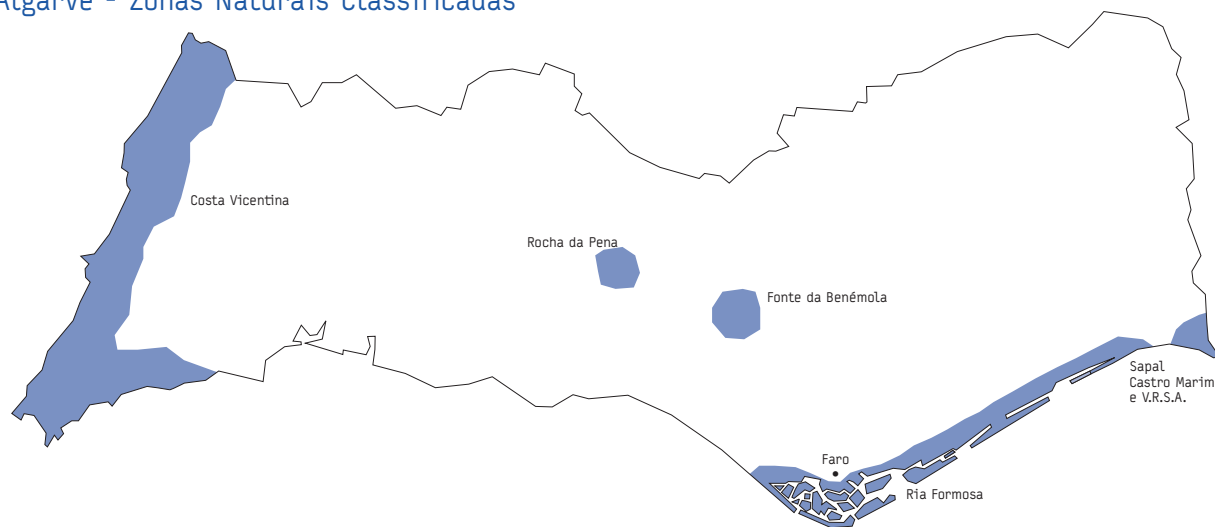 Algarve - Zonas Naturais Classificadas
Costa Vicentina
Rocha da Pena
Fonte da Benémola
Sapal
Castro Marim
e V.R.S.A.
Faro
Ria Formosa